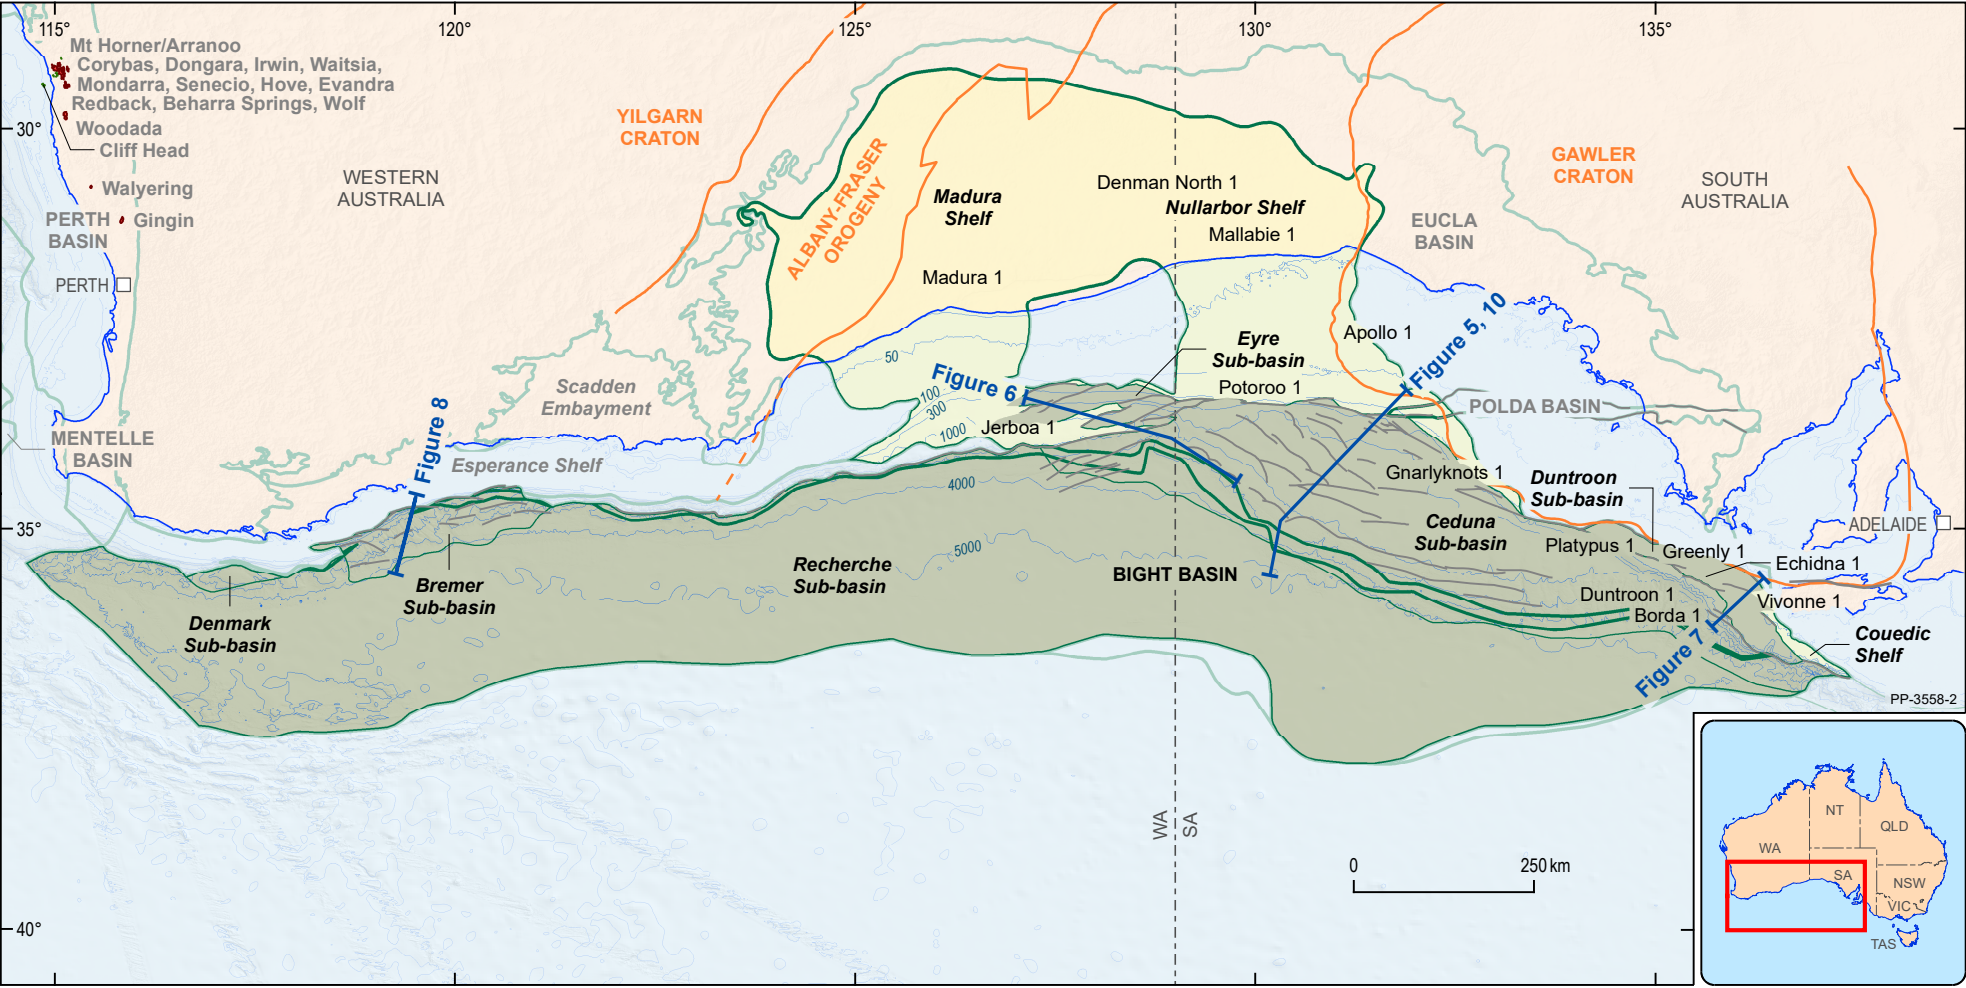 115°
120°
125°
130°
135°
Mt Horner/Arranoo
Corybas, Dongara, Irwin, Waitsia,
Mondarra, Senecio, Hove, Evandra
Redback, Beharra Springs, Wolf
Woodada
Cliff Head
Walyering
Gingin
30°
PERTH
BASIN
PERTH
MENTELLE
BASIN
WESTERN
AUSTRALIA
YILGARN
CRATON
ALBANY-FRASER
OROGENY
Madura
Shelf
Denman North 1
Nullarbor Shelf
Mallabie 1
Madura 1
EUCLA
BASIN
GAWLER
CRATON
SOUTH
AUSTRALIA
Apollo 1
Figure 5, 10
Eyre
Sub-basin
Potoroo 1
50
100
300
1000
4000
5000
Figure 6
Jerboa 1
Scadden
Embayment
Esperance Shelf
Figure 8
POLDA BASIN
Gnarlyknots 1
Duntroon
Sub-basin
Ceduna
Sub-basin
Platypus 1
Greenly 1
Echidna 1
ADELAIDE
35°
Duntroon 1
Borda 1
Vivonne 1
Figure 7
Couedic
Shelf
BIGHT BASIN
Recherche
Sub-basin
Bremer
Sub-basin
Denmark
Sub-basin
PP-3558-2
WA
SA
0
250 km
40°
NT
QLD
WA
SA
NSW
VIC
TAS